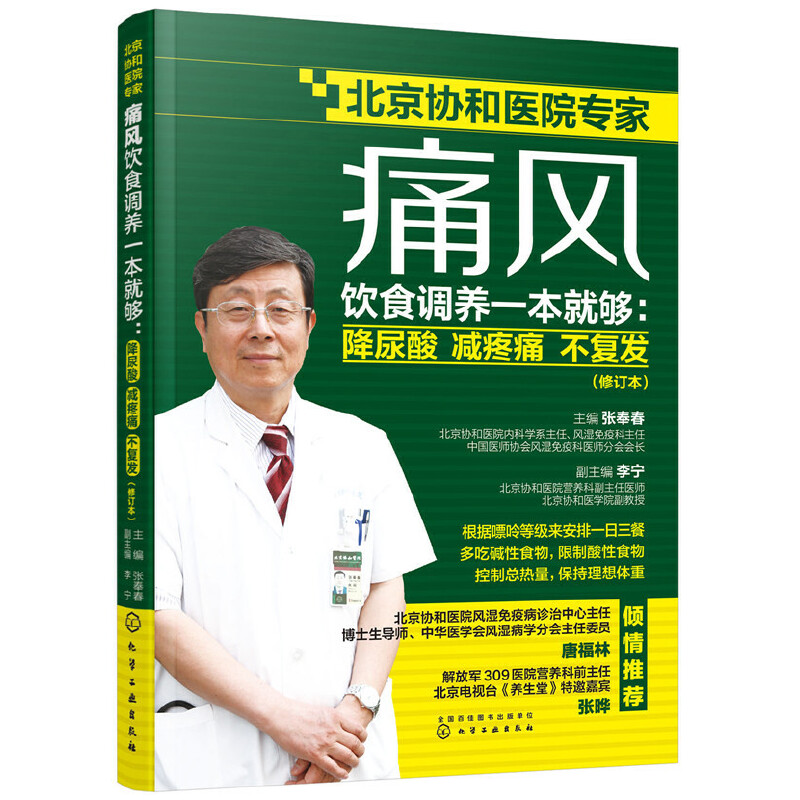 北京协和医院专家
痛风饮食调养一本就够：
降尿酸 减疼痛 不复发
（修订本）
主编 张奉春
副主编 李宁
化学工业出版社
北京协和医院专家
痛风
饮食调养一本就够：
降尿酸 减疼痛 不复发
（修订本）
主编 张奉春
北京协和医院内科学系主任、风湿免疫科主任
中国医师协会风湿免疫科医师分会会长
副主编 李宁
北京协和医院营养科副主任医师
北京协和医学院副教授
根据嘌呤等级来安排一日三餐
多吃碱性食物，限制酸性食物
控制总热量，保持理想体重
北京协和医院风湿免疫病诊治中心主任
博士生导师、中华医学会风湿病学分会主任委员
唐福林
解放军309医院营养科前主任
北京电视台《养生堂》特邀嘉宾
张晔
倾情推荐
全国百佳图书出版单位
化学工业出版社